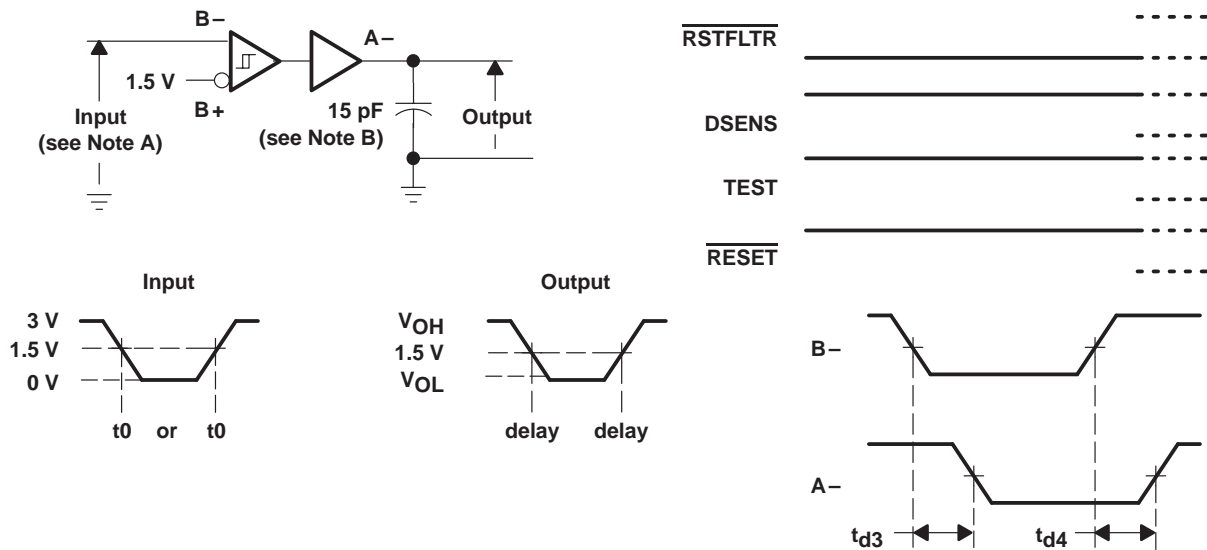 B–
A–
1.5 V
B+
Input
(see Note A)
15 pF
(see Note B)
Output
RSTFLTR
DSENS
TEST
RESET
Input
3 V
1.5 V
0 V
t0 or t0
Output
VOH
1.5 V
VOL
delay delay
B–
A–
td3
td4